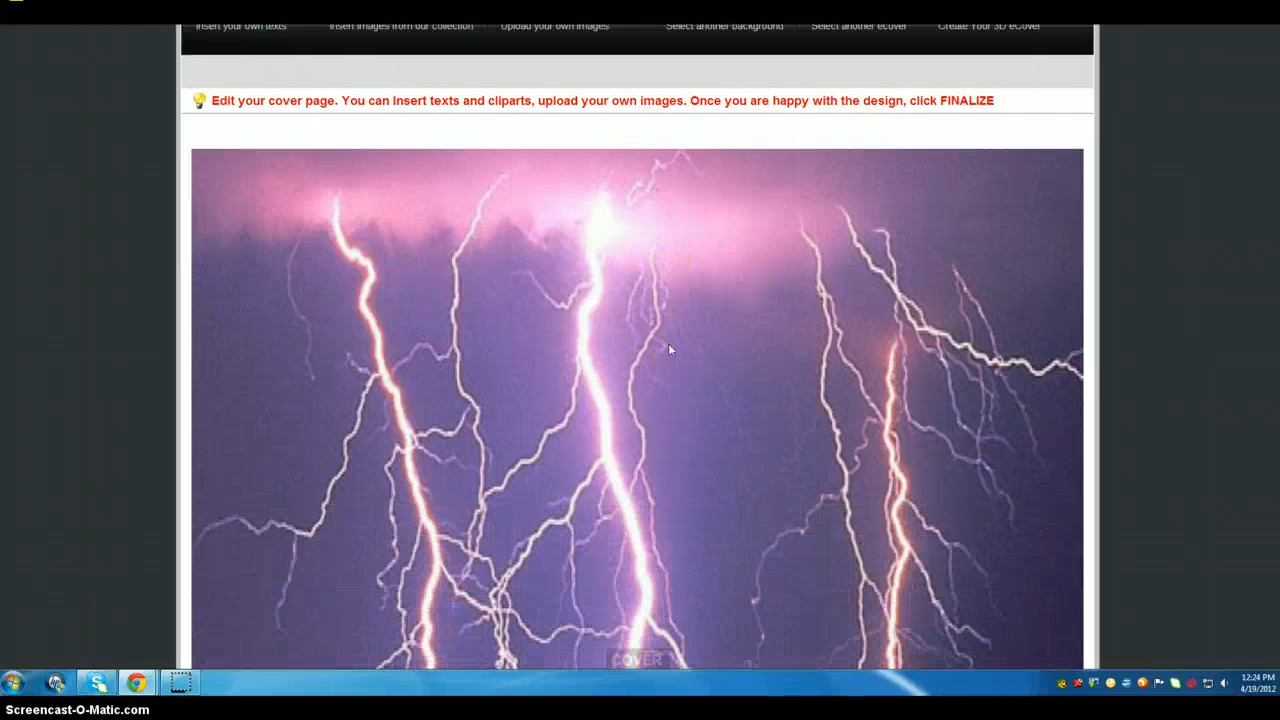 Insert your own texts Insert images from our collection Upload your own images Select another background Select another ecover Create Your 3D eCover
Edit your cover page. You can Insert texts and cliparts, upload your own images. Once you are happy with the design, click FINALIZE
COVER
12:24 PM
4/19/2012
Screencast-O-Matic.com